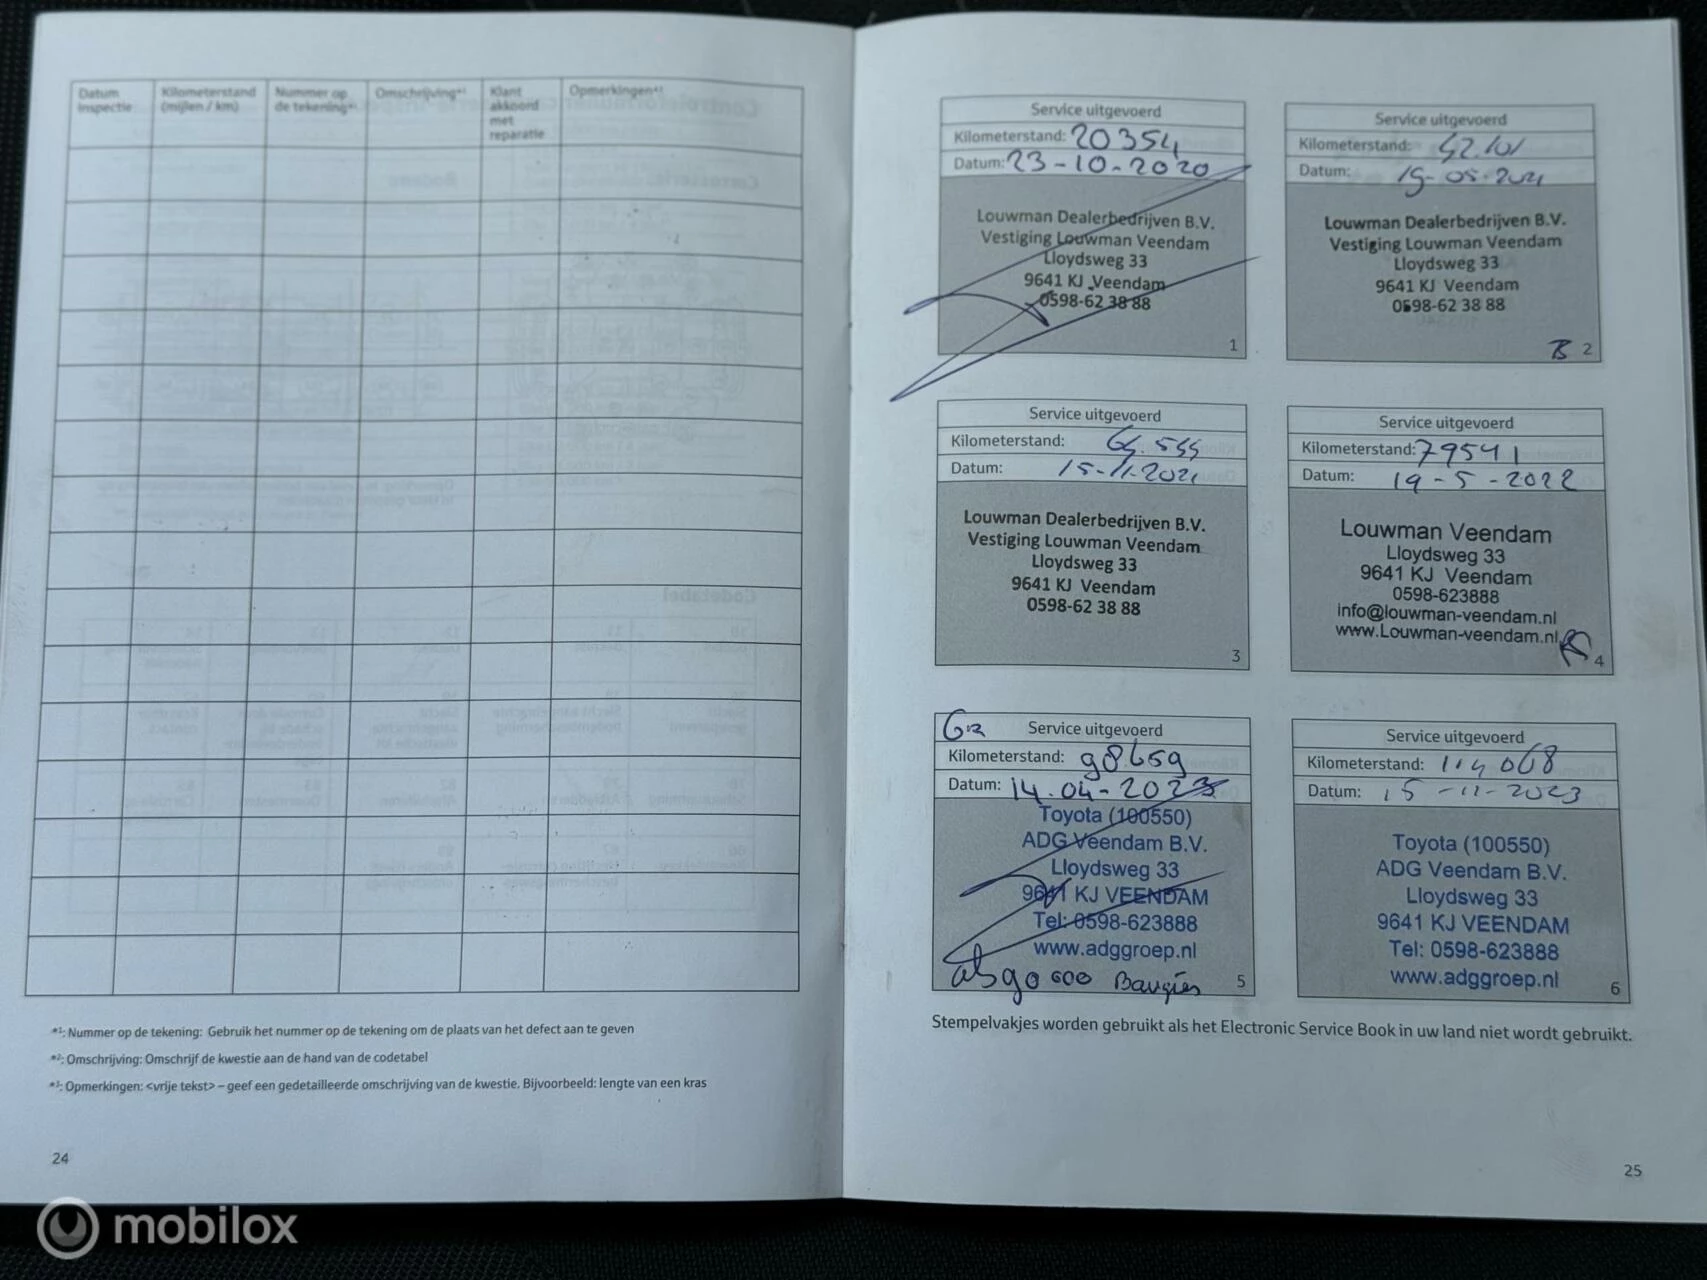 Datum inspectie
Kilometerstand (mijlen / km)
Nummer op de tekening*¹
Omschrijving*²
Klant akkoord met reparatie
Opmerkingen*³
*¹: Nummer op de tekening: Gebruik het nummer op de tekening om de plaats van het defect aan te geven
*²: Omschrijving: Omschrijf de kwestie aan de hand van de codetabel
*³: Opmerkingen: <vrije tekst> – geef een gedetailleerde omschrijving van de kwestie. Bijvoorbeeld: lengte van een kras
24
Service uitgevoerd
Kilometerstand: 20354
Datum: 23-10-2020
Louwman Dealerbedrijven B.V.
Vestiging Louwman Veendam
Lloydsweg 33
9641 KJ Veendam
0598-62 38 88
1
Service uitgevoerd
Kilometerstand: 42.101
Datum: 19-05-2021
Louwman Dealerbedrijven B.V.
Vestiging Louwman Veendam
Lloydsweg 33
9641 KJ Veendam
0598-62 38 88
2
Service uitgevoerd
Kilometerstand:
Datum: 15-11-2021
Louwman Dealerbedrijven B.V.
Vestiging Louwman Veendam
Lloydsweg 33
9641 KJ Veendam
0598-62 38 88
3
Service uitgevoerd
Kilometerstand: 79541
Datum: 19-5-2022
Louwman Veendam
Lloydsweg 33
9641 KJ Veendam
0598-623888
info@louwman-veendam.nl
www.Louwman-veendam.nl
4
Service uitgevoerd
Kilometerstand: 98659
Datum: 14.04-2023
Toyota (100550)
ADG Veendam B.V.
Lloydsweg 33
9641 KJ VEENDAM
Tel: 0598-623888
www.adggroep.nl
90 000
5
Service uitgevoerd
Kilometerstand: 114068
Datum: 15-11-2023
Toyota (100550)
ADG Veendam B.V.
Lloydsweg 33
9641 KJ VEENDAM
Tel: 0598-623888
www.adggroep.nl
6
Stempelvakjes worden gebruikt als het Electronic Service Book in uw land niet wordt gebruikt.
25
mobilox